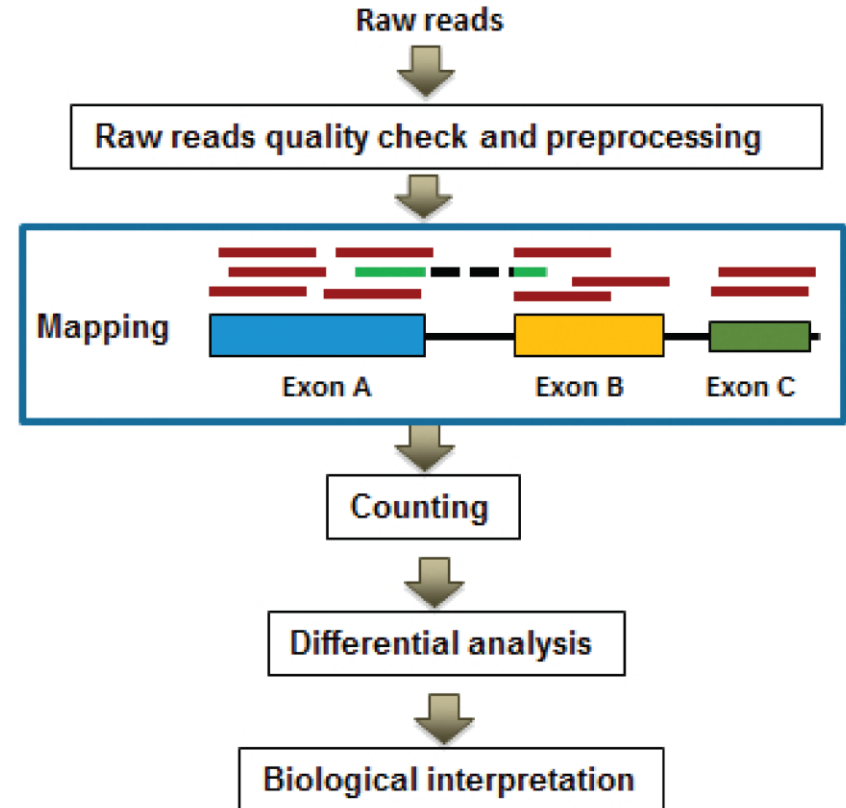 Raw reads
Raw reads quality check and preprocessing
Mapping
Exon A Exon B Exon C
Counting
Differential analysis
Biological interpretation